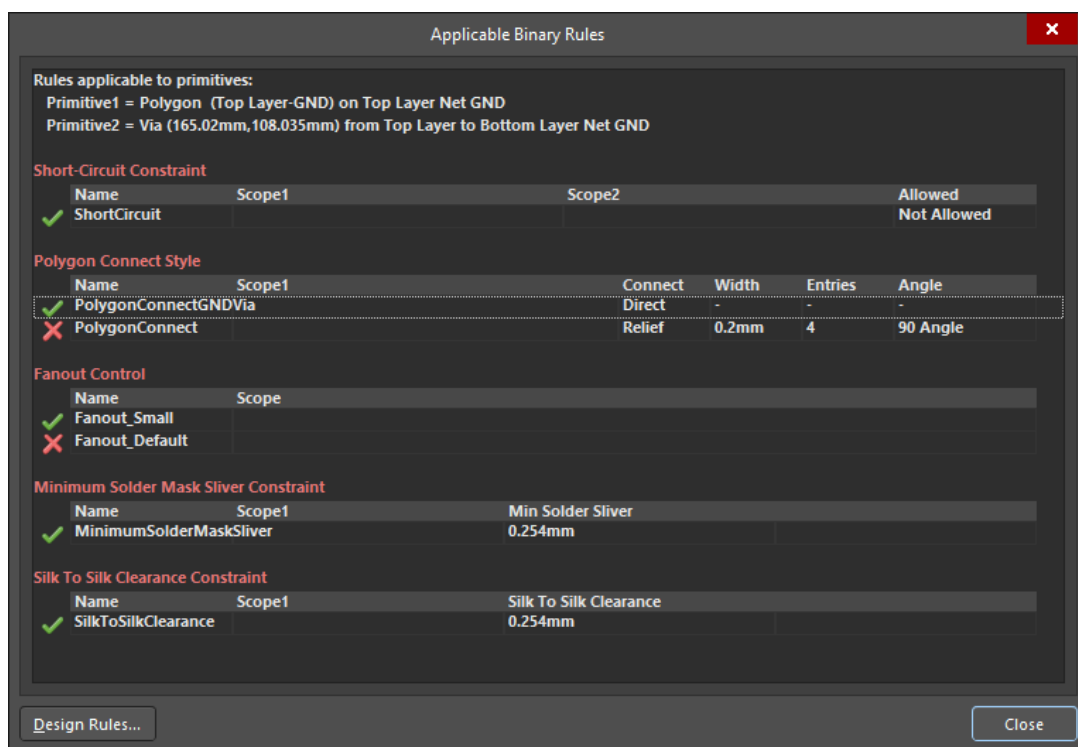 Applicable Binary Rules
Rules applicable to primitives:
Primitive1 = Polygon (Top Layer-GND) on Top Layer Net GND
Primitive2 = Via (165.02mm,108.035mm) from Top Layer to Bottom Layer Net GND
Short-Circuit Constraint
Name Scope1 Scope2 Allowed
ShortCircuit Not Allowed
Polygon Connect Style
Name Scope1 Connect Width Entries Angle
PolygonConnectGNDVia Direct - - -
PolygonConnect Relief 0.2mm 4 90 Angle
Fanout Control
Name Scope
Fanout_Small
Fanout_Default
Minimum Solder Mask Sliver Constraint
Name Scope1 Min Solder Sliver
MinimumSolderMaskSliver 0.254mm
Silk To Silk Clearance Constraint
Name Scope1 Silk To Silk Clearance
SilkToSilkClearance 0.254mm
Design Rules... Close